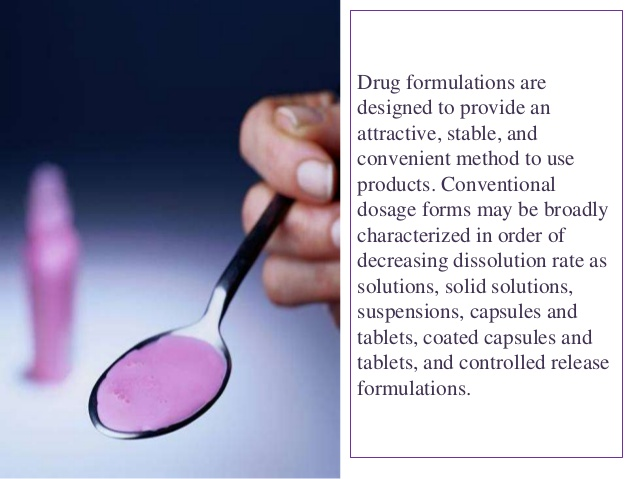 Drug formulations are
designed to provide an
attractive, stable, and
convenient method to use
products. Conventional
dosage forms may be broadly
characterized in order of
decreasing dissolution rate as
solutions, solid solutions,
suspensions, capsules and
tablets, coated capsules and
tablets, and controlled release
formulations.